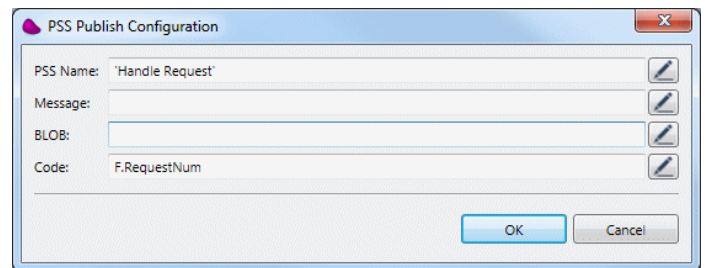 PSS Publish Configuration
PSS Name: 'Handle Request'
Message:
BLOB:
Code: F.RequestNum
OK Cancel